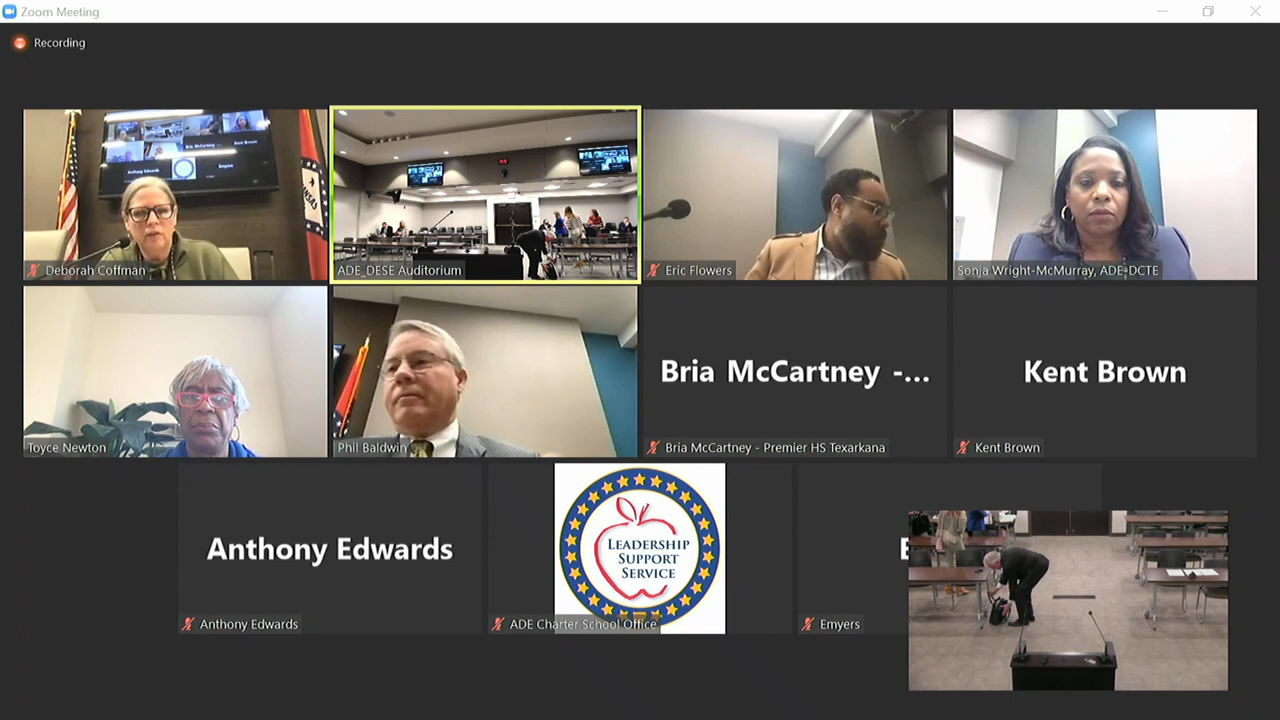 Zoom Meeting
Recording
Deborah Coffman
ADE_DESE Auditorium
Eric Flowers
Sonja Wright-McMurray, ADE-DCTE
Toyce Newton
Phil Baldwin
Bria McCartney -...
Bria McCartney - Premier HS Texarkana
Kent Brown
Kent Brown
Anthony Edwards
Anthony Edwards
LEADERSHIP
SUPPORT
SERVICE
ADE Charter School Office
E
Emyers